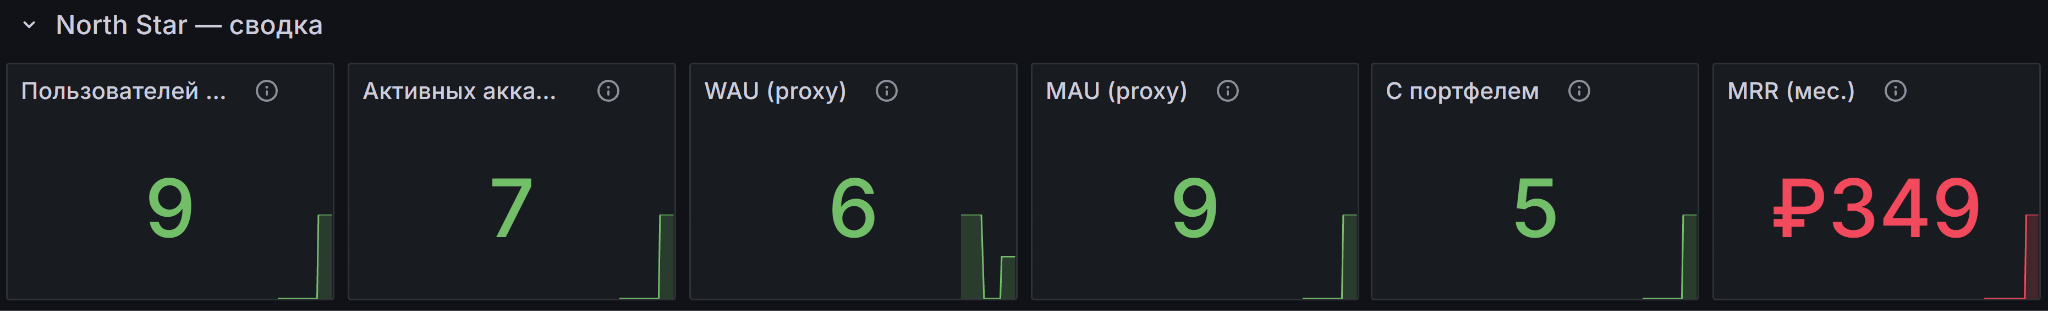 North Star — сводка
Пользователей ...
Активных акка...
WAU (proxy)
MAU (proxy)
С портфелем
MRR (мес.)
9
7
6
9
5
₽349